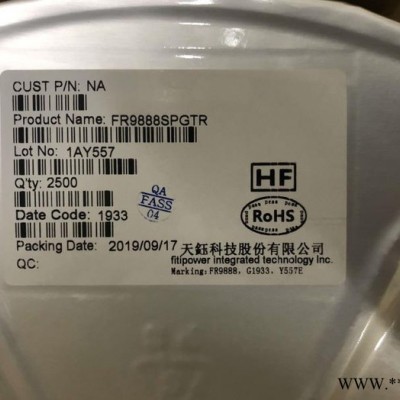 CUST P/N: NA
Product Name: FR9888SPGTR
Lot No: 1AY557
Q'ty: 2500
QA
FASS
04
HF
RoHS
Date Code: 1933
Packing Date: 2019/09/17
天鈺科技股份有限公司
fitipower integrated technology Inc.
QC:
Marking:FR9888、G1933、Y557E
www.